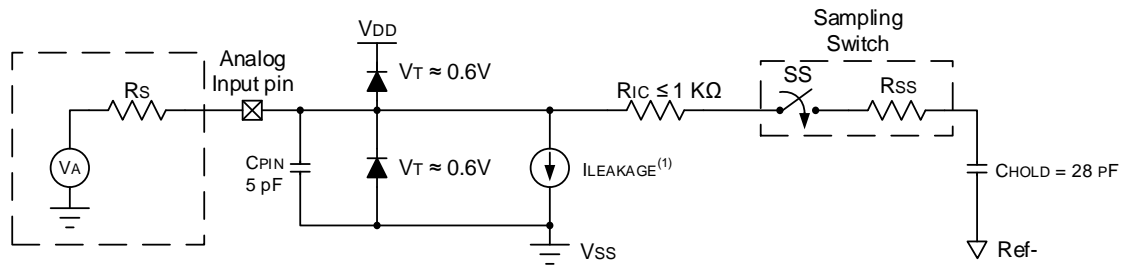 Sampling
Switch
VDD
Analog
Input pin
VT ≈ 0.6V
RS
RIC ≤ 1 KΩ
SS
RSS
VA
CPIN
5 pF
VT ≈ 0.6V
ILEAKAGE(1)
CHOLD = 28 PF
VSS
Ref-